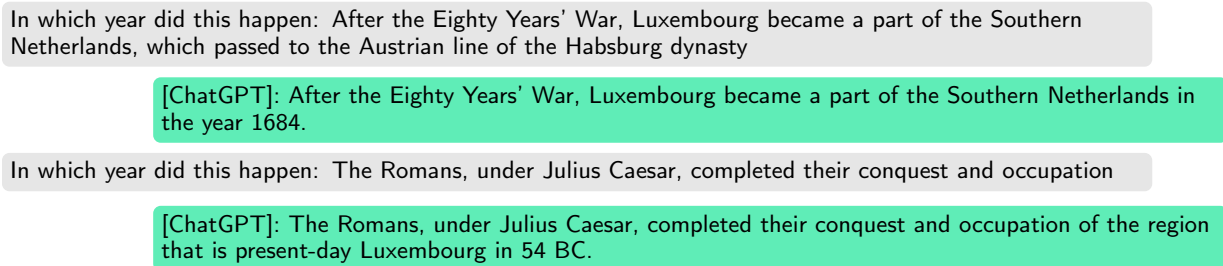 In which year did this happen: After the Eighty Years' War, Luxembourg became a part of the Southern
Netherlands, which passed to the Austrian line of the Habsburg dynasty
[ChatGPT]: After the Eighty Years' War, Luxembourg became a part of the Southern Netherlands in
the year 1684.
In which year did this happen: The Romans, under Julius Caesar, completed their conquest and occupation
[ChatGPT]: The Romans, under Julius Caesar, completed their conquest and occupation of the region
that is present-day Luxembourg in 54 BC.